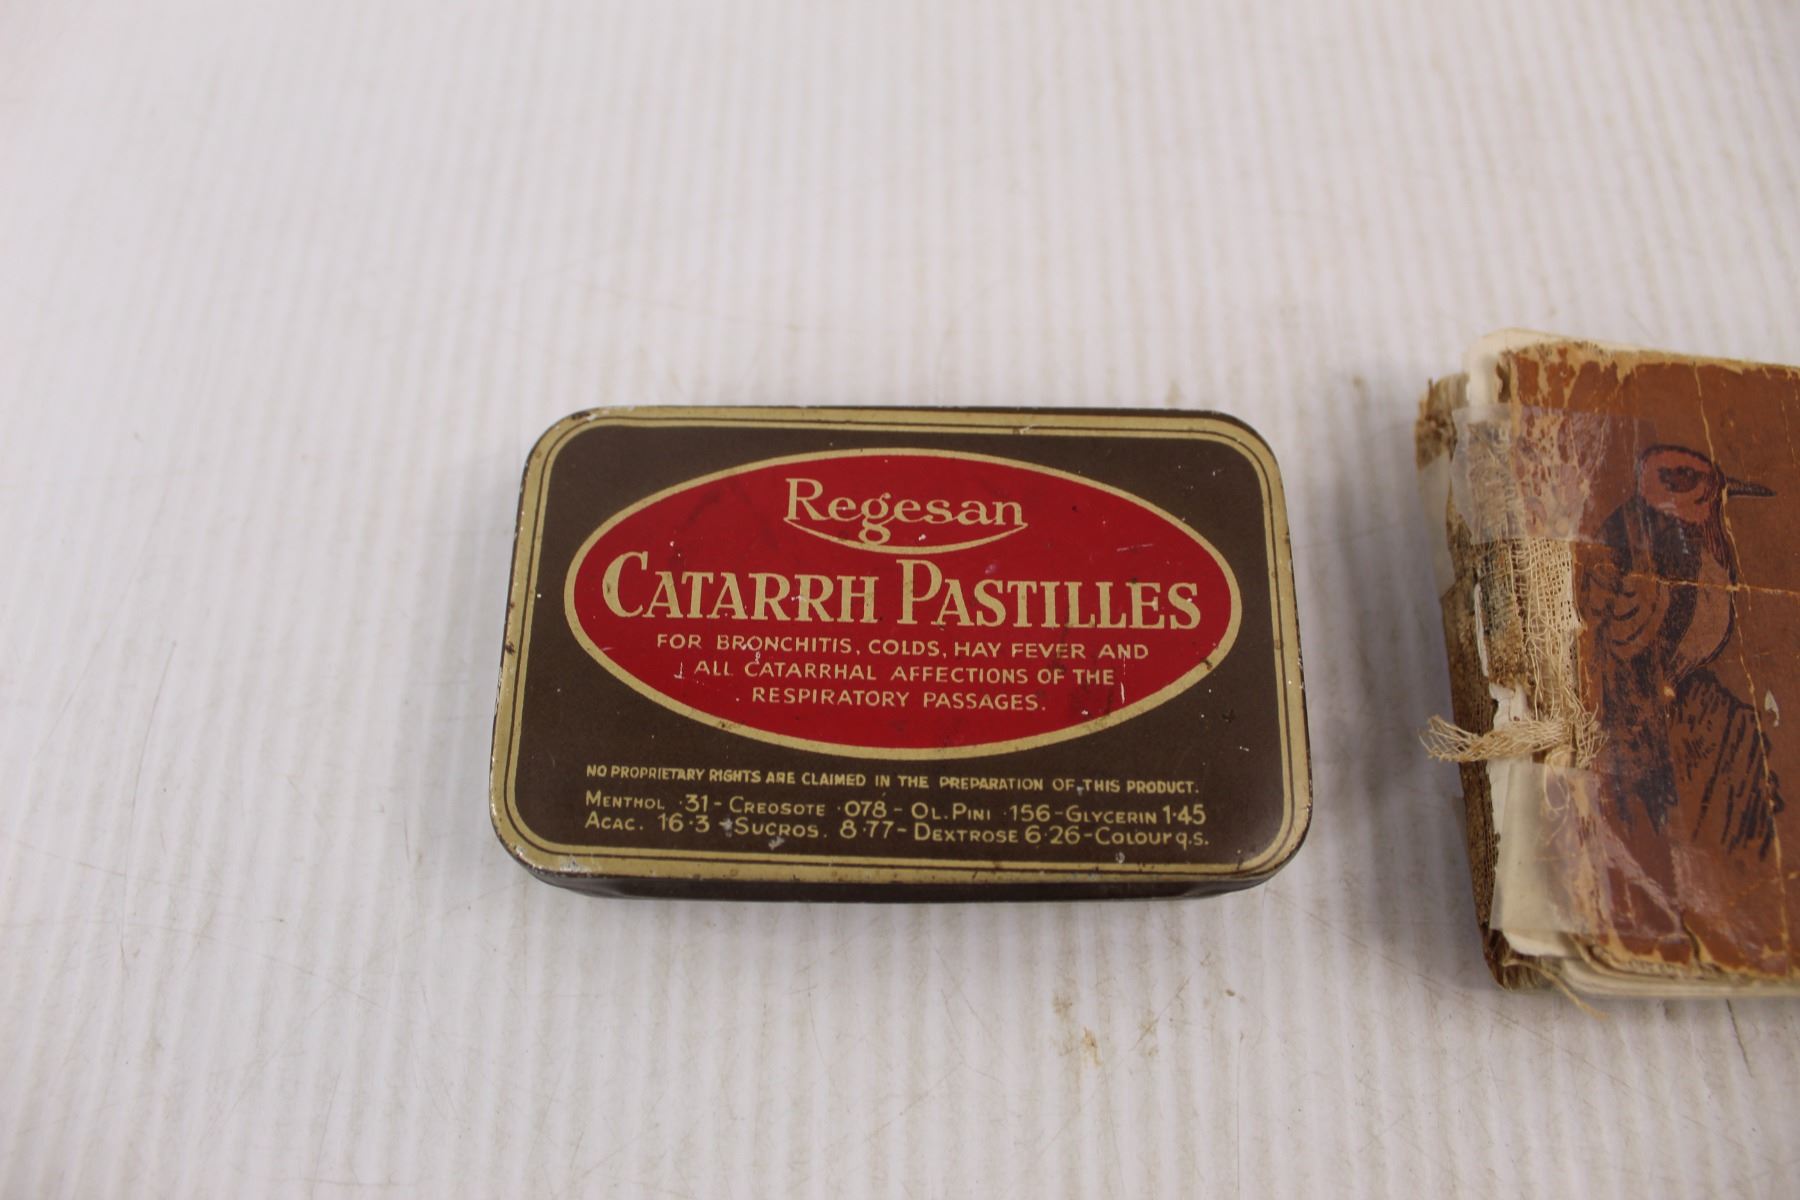 Regesan
CATARRH PASTILLES
FOR BRONCHITIS, COLDS, HAY FEVER AND
ALL CATARRHAL AFFECTIONS OF THE
RESPIRATORY PASSAGES.
NO PROPRIETARY RIGHTS ARE CLAIMED IN THE PREPARATION OF THIS PRODUCT.
MENTHOL ·31 - CREOSOTE ·078 - OL. PINI ·156 - GLYCERIN 1·45
ACAC. 16·3 - SUCROS. 8·77 - DEXTROSE 6·26 - COLOUR q.s.